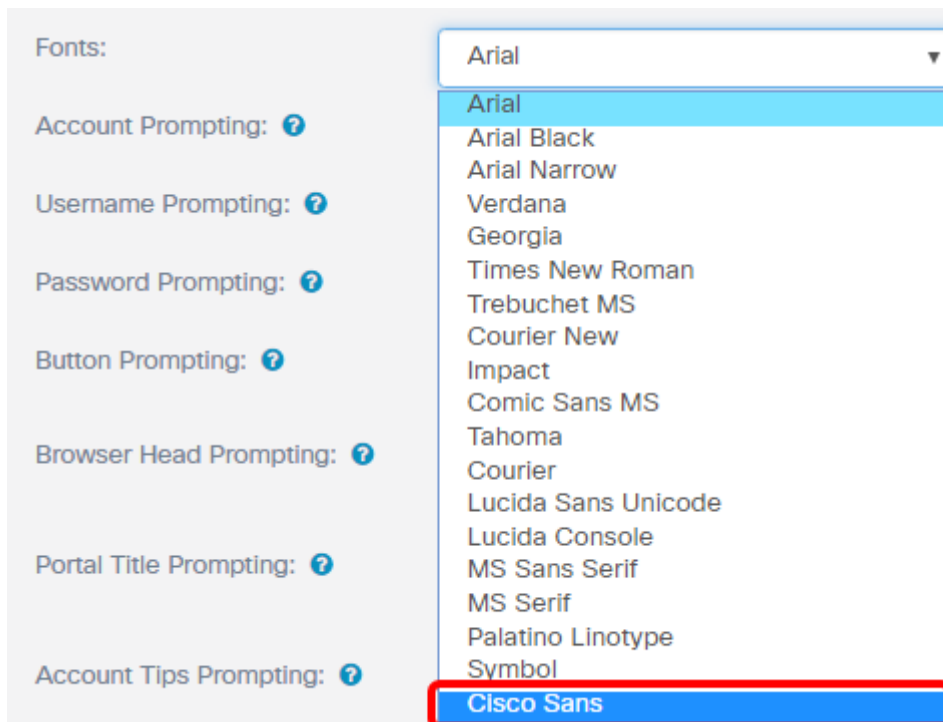 Fonts:
Arial
Arial
Account Prompting:
Arial Black
Arial Narrow
Username Prompting:
Verdana
Georgia
Password Prompting:
Times New Roman
Trebuchet MS
Courier New
Button Prompting:
Impact
Comic Sans MS
Tahoma
Browser Head Prompting:
Courier
Lucida Sans Unicode
Lucida Console
Portal Title Prompting:
MS Sans Serif
MS Serif
Palatino Linotype
Account Tips Prompting:
Symbol
Cisco Sans